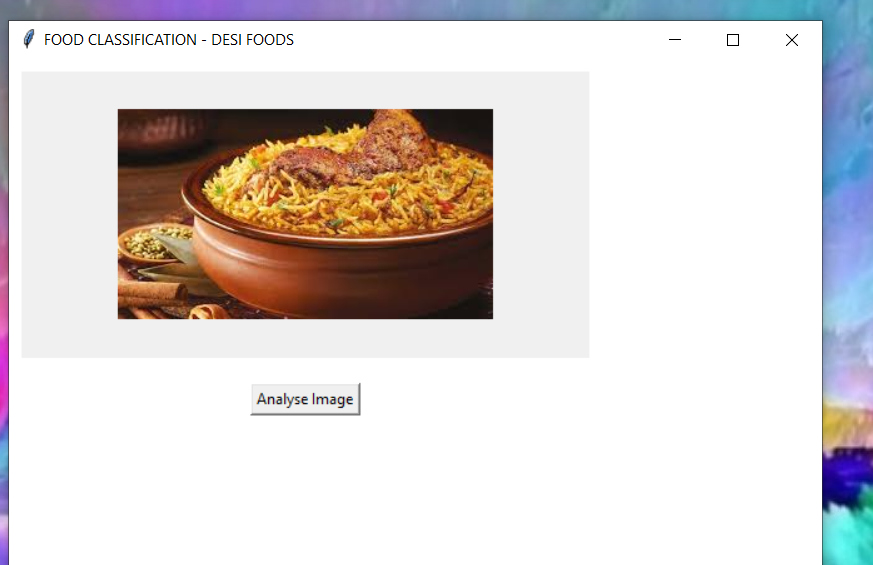 FOOD CLASSIFICATION - DESI FOODS
Analyse Image